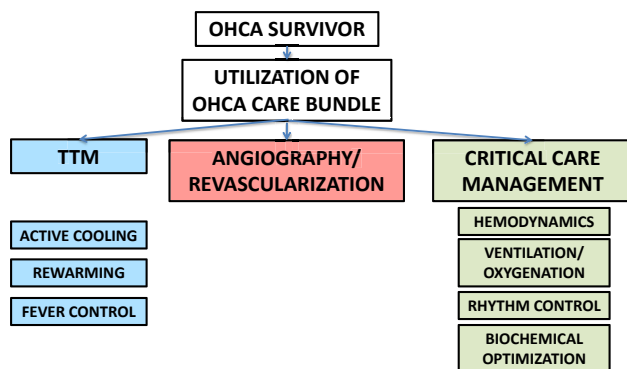 OHCA SURVIVOR
UTILIZATION OF
OHCA CARE BUNDLE
TTM
ANGIOGRAPHY/
REVASCULARIZATION
CRITICAL CARE
MANAGEMENT
ACTIVE COOLING
REWARMING
FEVER CONTROL
HEMODYNAMICS
VENTILATION/
OXYGENATION
RHYTHM CONTROL
BIOCHEMICAL
OPTIMIZATION